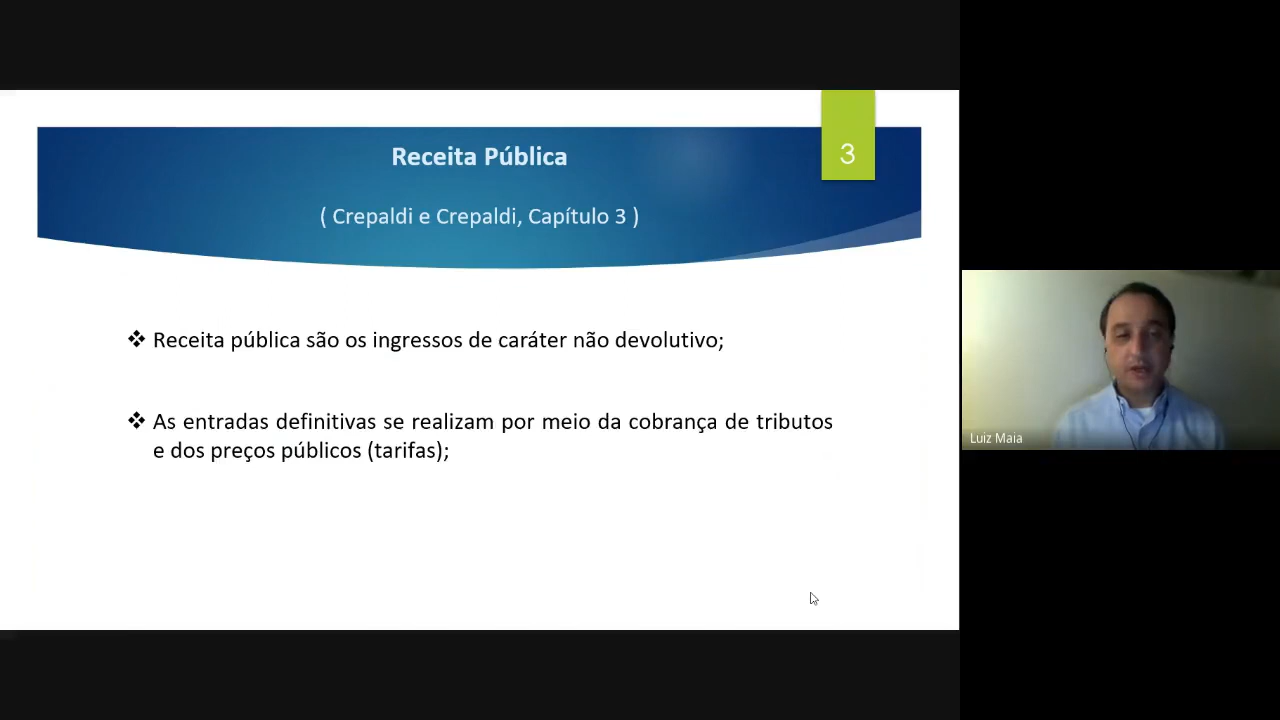 Receita Pública
3
( Crepaldi e Crepaldi, Capítulo 3 )
❖ Receita pública são os ingressos de caráter não devolutivo;
❖ As entradas definitivas se realizam por meio da cobrança de tributos
e dos preços públicos (tarifas);
Luiz Maia